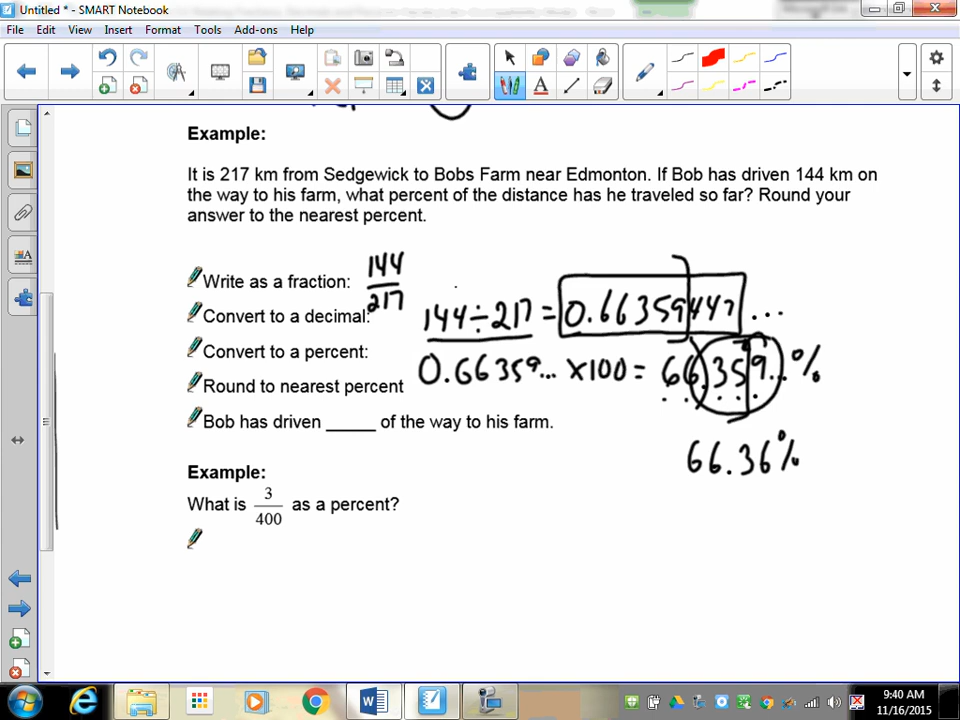 Untitled * - SMART Notebook
File Edit View Insert Format Tools Add-ons Help
Example:
It is 217 km from Sedgewick to Bobs Farm near Edmonton. If Bob has driven 144 km on
the way to his farm, what percent of the distance has he traveled so far? Round your
answer to the nearest percent.
Write as a fraction: 144/217
Convert to a decimal: 144÷217 = 0.66359447...
Convert to a percent: 0.66359... ×100 = 66.359...%
Round to nearest percent
Bob has driven _____ of the way to his farm.
66.36%
Example:
What is 3/400 as a percent?
9:40 AM
11/16/2015